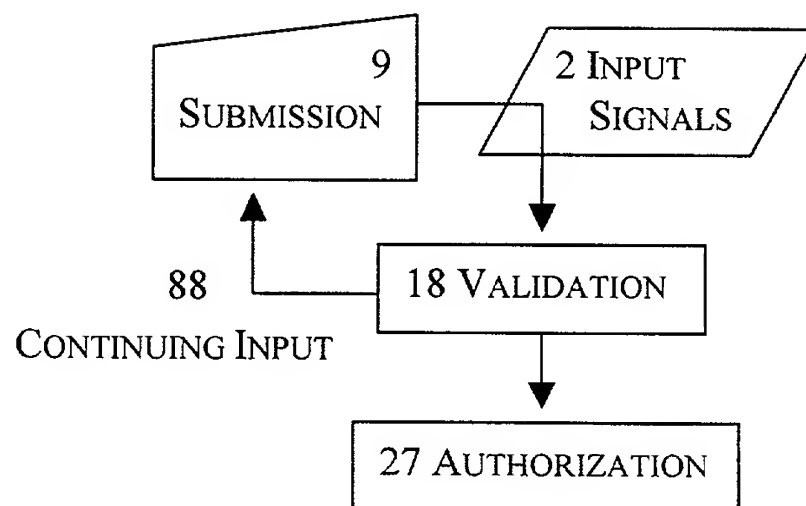 9
SUBMISSION
2 INPUT
SIGNALS
88
CONTINUING INPUT
18 VALIDATION
27 AUTHORIZATION